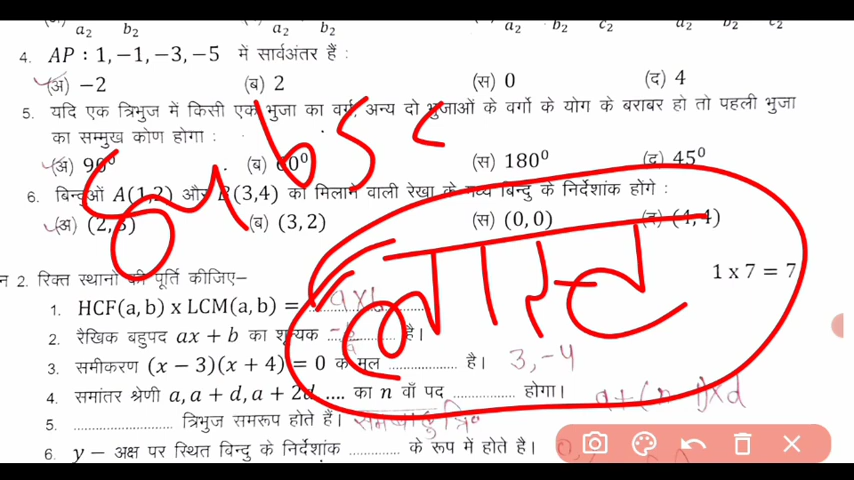 a₂ b₂ a₂ b₂ a₂ b₂ c₂ a₂ b₂ c₂
4. AP : 1, −1, −3, −5 में सार्वअंतर हैं :
(अ) −2 (ब) 2 (स) 0 (द) 4
5. यदि एक त्रिभुज में किसी एक भुजा का वर्ग, अन्य दो भुजाओं के वर्गो के योग के बराबर हो तो पहली भुजा
का सम्मुख कोण होगा :
(अ) 90⁰ (ब) 60⁰ (स) 180⁰ (द) 45⁰
6. बिन्दुओं A(1,2) और B(3,4) को मिलाने वाली रेखा के मध्य बिन्दु के निर्देशांक होगे :
(अ) (2,3) (ब) (3,2) (स) (0,0) (द) (4,4)
subsc
लास्ट
न 2. रिक्त स्थानों की पूर्ति कीजिए–
1 x 7 = 7
1. HCF(a, b) x LCM(a, b) = a x b
2. रैखिक बहुपद ax + b का शून्यक ............ है।
3. समीकरण (x − 3)(x + 4) = 0 के मूल .................. है। 3, −4
4. समांतर श्रेणी a, a + d, a + 2d .... का n वाँ पद ............... होगा। a + (n − 1) x d
5. ........................ त्रिभुज समरूप होते हैं। समबाहु त्रि
6. y − अक्ष पर स्थित बिन्दु के निर्देशांक ............. के रूप में होते है।